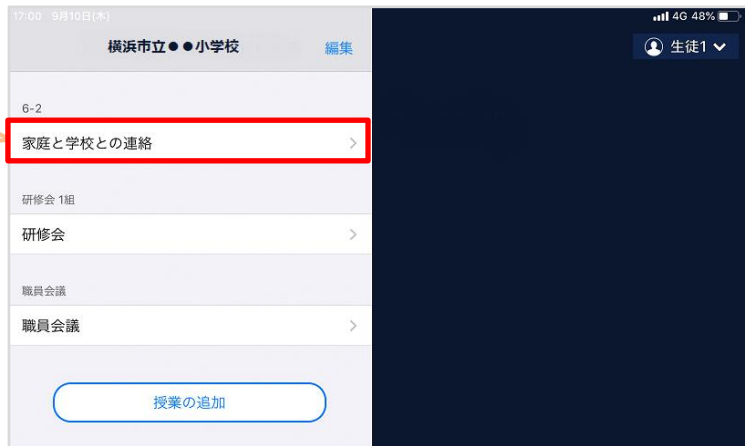 17:00 9月10日(木)
4G 48%
横浜市立●●小学校
編集
生徒1
6-2
家庭と学校との連絡
研修会 1組
研修会
職員会議
職員会議
授業の追加